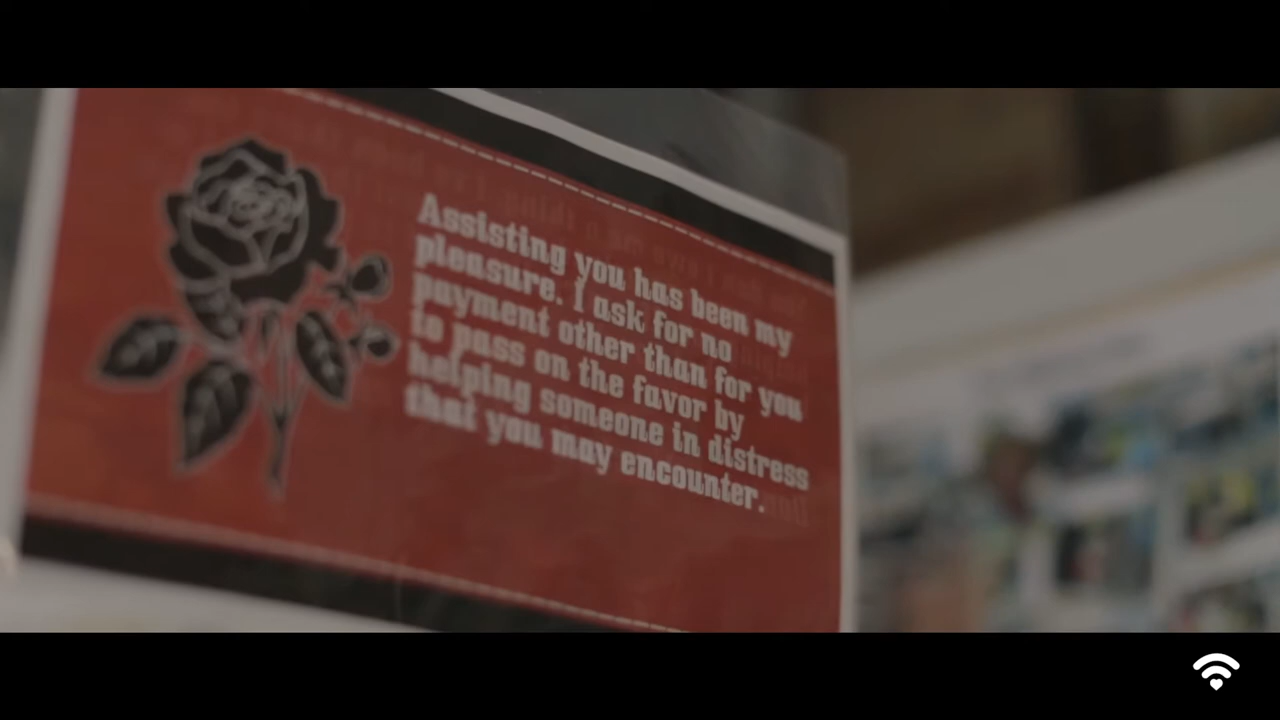 Assisting you has been my
pleasure. I ask for no
payment other than for you
to pass on the favor by
helping someone in distress
that you may encounter.